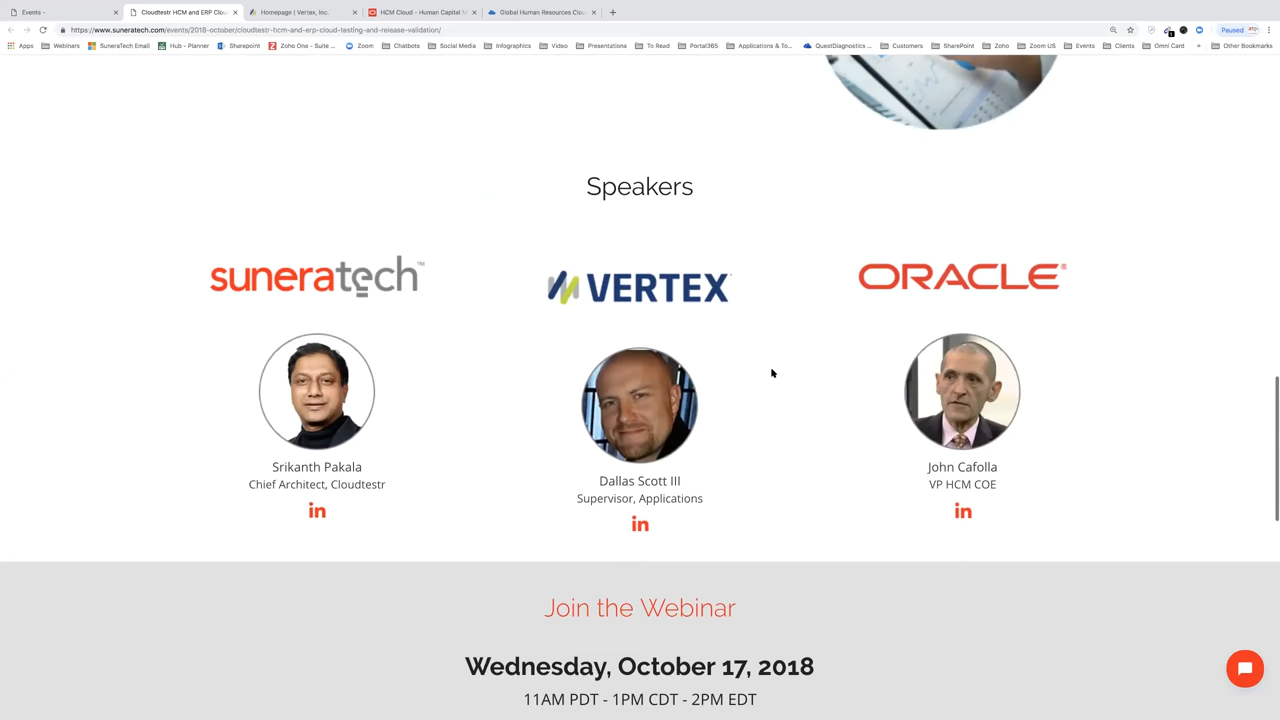 Events -
Cloudtestr HCM and ERP Clou
Homepage | Vertex, Inc.
HCM Cloud - Human Capital M
Global Human Resources Clou
https://www.suneratech.com/events/2018-october/cloudtestr-hcm-and-erp-cloud-testing-and-release-validation/
Paused
Apps
Webinars
SuneraTech Email
Hub - Planner
Sharepoint
Zoho One - Suite ...
Zoom
Chatbots
Social Media
Infographics
Video
Presentations
To Read
Portal365
Applications & To...
QuestDiagnostics ...
Customers
SharePoint
Zoho
Zoom US
Events
Clients
Omni Card
»
Other Bookmarks
Speakers
suneratech™
VERTEX
ORACLE®
Srikanth Pakala
Chief Architect, Cloudtestr
in
Dallas Scott III
Supervisor, Applications
in
John Cafolla
VP HCM COE
in
Join the Webinar
Wednesday, October 17, 2018
11AM PDT - 1PM CDT - 2PM EDT